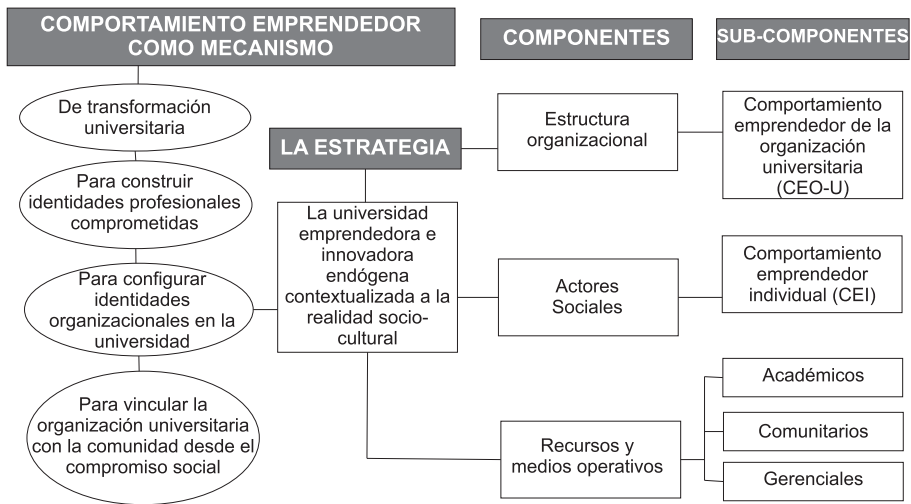 COMPORTAMIENTO EMPRENDEDOR
COMO MECANISMO
De transformación
universitaria
Para construir
identidades profesionales
comprometidas
Para configurar
identidades
organizacionales en la
universidad
Para vincular la
organización universitaria
con la comunidad desde el
compromiso social
LA ESTRATEGIA
La universidad
emprendedora e
innovadora
endógena
contextualizada a la
realidad socio-
cultural
COMPONENTES
Estructura
organizacional
Actores
Sociales
Recursos y
medios operativos
SUB-COMPONENTES
Comportamiento
emprendedor de la
organización
universitaria
(CEO-U)
Comportamiento
emprendedor
individual (CEI)
Académicos
Comunitarios
Gerenciales